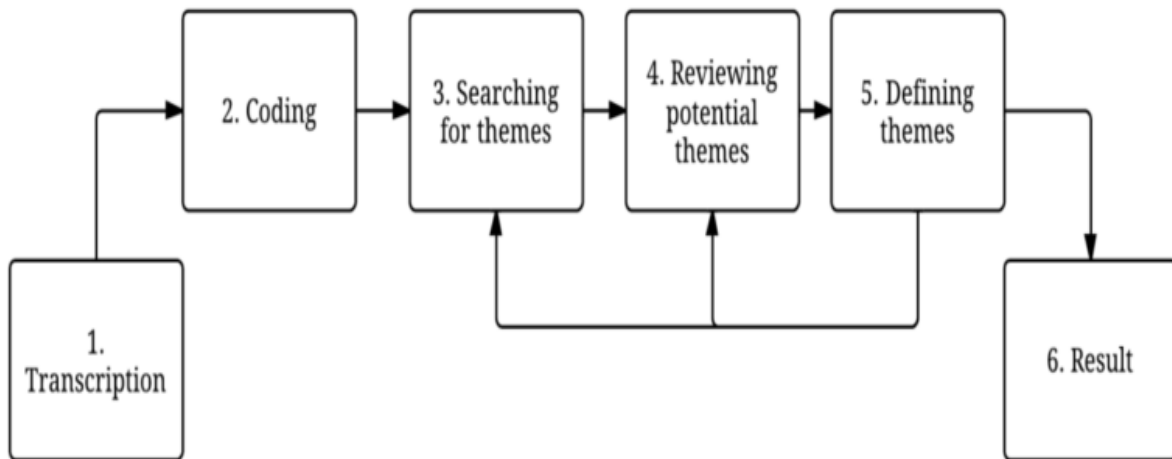 1.
Transcription
2. Coding
3. Searching
for themes
4. Reviewing
potential
themes
5. Defining
themes
6. Result